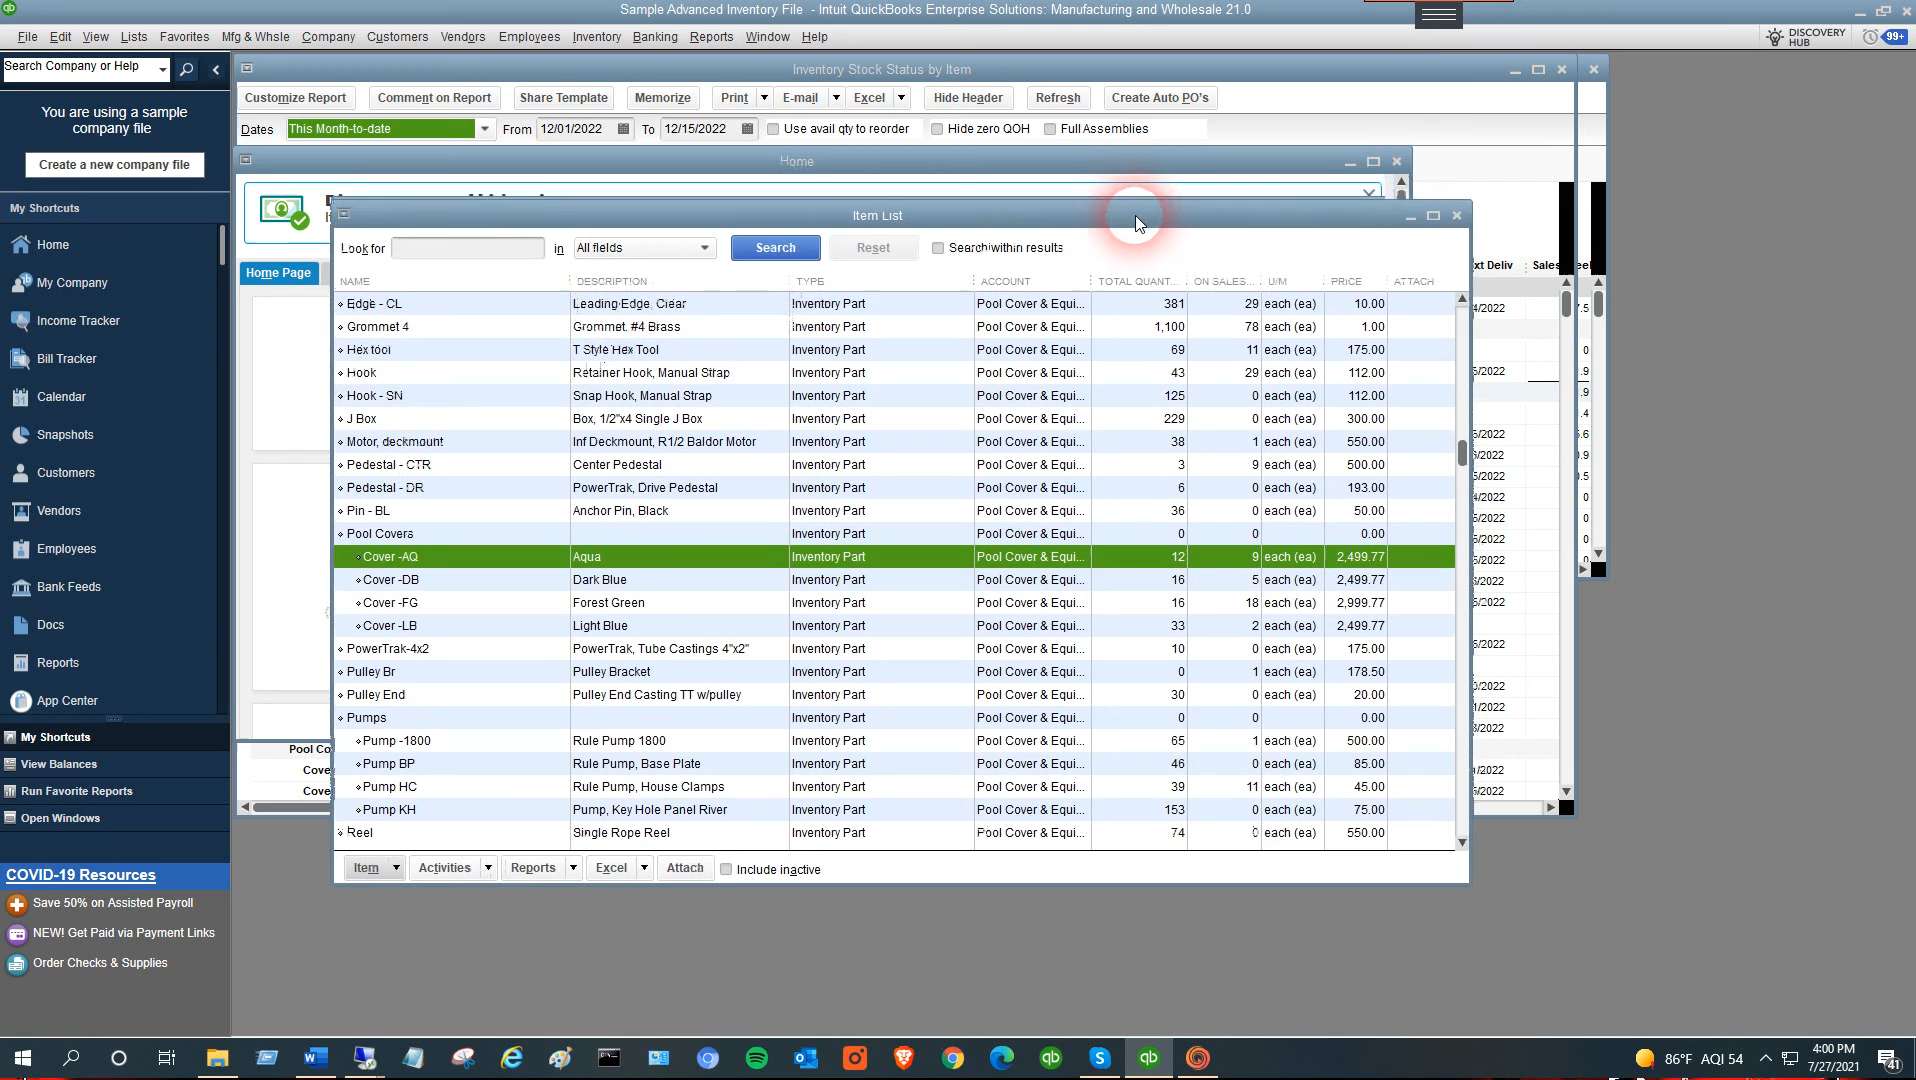 Sample Advanced Inventory File - Intuit QuickBooks Enterprise Solutions: Manufacturing and Wholesale 21.0
File Edit View Lists Favorites Mfg & Whsle Company Customers Vendors Employees Inventory Banking Reports Window Help
DISCOVERY HUB 99+
Search Company or Help
You are using a sample company file
Create a new company file
My Shortcuts
Home
My Company
Income Tracker
Bill Tracker
Calendar
Snapshots
Customers
Vendors
Employees
Bank Feeds
Docs
Reports
App Center
My Shortcuts
View Balances
Run Favorite Reports
Open Windows
COVID-19 Resources
Save 50% on Assisted Payroll
NEW! Get Paid via Payment Links
Order Checks & Supplies
Inventory Stock Status by Item
Customize Report Comment on Report Share Template Memorize Print E-mail Excel Hide Header Refresh Create Auto PO's
Dates This Month-to-date From 12/01/2022 To 12/15/2022 Use avail qty to reorder Hide zero QOH Full Assemblies
Home
Home Page
Item List
Look for in All fields Search Reset Search within results
NAME DESCRIPTION TYPE ACCOUNT TOTAL QUANT... ON SALES... U/M PRICE ATTACH
Edge - CL Leading Edge, Clear Inventory Part Pool Cover & Equi... 381 29 each (ea) 10.00
Grommet 4 Grommet. #4 Brass Inventory Part Pool Cover & Equi... 1,100 78 each (ea) 1.00
Hex tool T Style Hex Tool Inventory Part Pool Cover & Equi... 69 11 each (ea) 175.00
Hook Retainer Hook, Manual Strap Inventory Part Pool Cover & Equi... 43 29 each (ea) 112.00
Hook - SN Snap Hook, Manual Strap Inventory Part Pool Cover & Equi... 125 0 each (ea) 112.00
J Box Box, 1/2"x4 Single J Box Inventory Part Pool Cover & Equi... 229 0 each (ea) 300.00
Motor, deckmount Inf Deckmount, R1/2 Baldor Motor Inventory Part Pool Cover & Equi... 38 1 each (ea) 550.00
Pedestal - CTR Center Pedestal Inventory Part Pool Cover & Equi... 3 9 each (ea) 500.00
Pedestal - DR PowerTrak, Drive Pedestal Inventory Part Pool Cover & Equi... 6 0 each (ea) 193.00
Pin - BL Anchor Pin, Black Inventory Part Pool Cover & Equi... 36 0 each (ea) 50.00
Pool Covers Inventory Part Pool Cover & Equi... 0 0 0.00
Cover -AQ Aqua Inventory Part Pool Cover & Equi... 12 9 each (ea) 2,499.77
Cover -DB Dark Blue Inventory Part Pool Cover & Equi... 16 5 each (ea) 2,499.77
Cover -FG Forest Green Inventory Part Pool Cover & Equi... 16 18 each (ea) 2,999.77
Cover -LB Light Blue Inventory Part Pool Cover & Equi... 33 2 each (ea) 2,499.77
PowerTrak-4x2 PowerTrak, Tube Castings 4"x2" Inventory Part Pool Cover & Equi... 10 0 each (ea) 175.00
Pulley Br Pulley Bracket Inventory Part Pool Cover & Equi... 0 1 each (ea) 178.50
Pulley End Pulley End Casting TT w/pulley Inventory Part Pool Cover & Equi... 30 0 each (ea) 20.00
Pumps Inventory Part Pool Cover & Equi... 0 0 0.00
Pump -1800 Rule Pump 1800 Inventory Part Pool Cover & Equi... 65 1 each (ea) 500.00
Pump BP Rule Pump, Base Plate Inventory Part Pool Cover & Equi... 46 0 each (ea) 85.00
Pump HC Rule Pump, House Clamps Inventory Part Pool Cover & Equi... 39 11 each (ea) 45.00
Pump KH Pump, Key Hole Panel River Inventory Part Pool Cover & Equi... 153 0 each (ea) 75.00
Reel Single Rope Reel Inventory Part Pool Cover & Equi... 74 0 each (ea) 550.00
Item Activities Reports Excel Attach Include inactive
86°F AQI 54 4:00 PM
7/27/2021 41